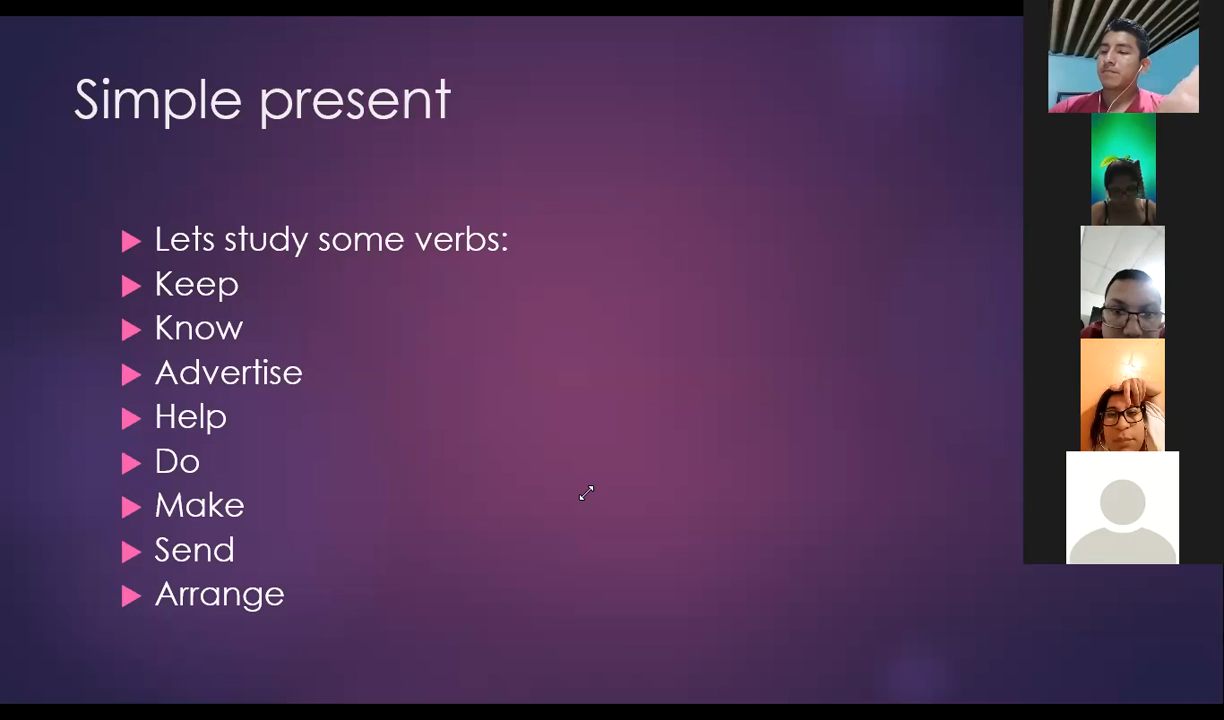 Simple present
Lets study some verbs:
Keep
Know
Advertise
Help
Do
Make
Send
Arrange